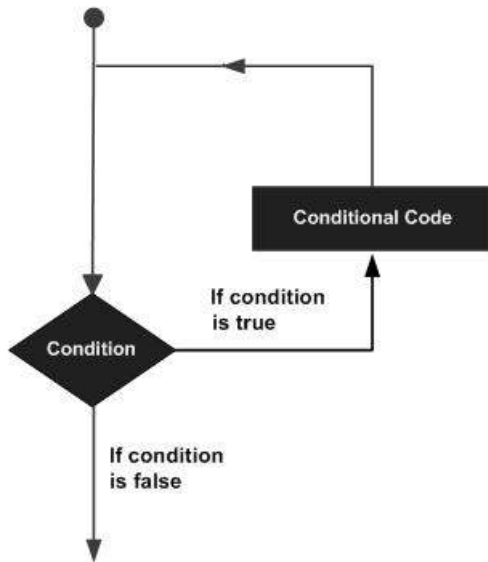 Conditional Code
If condition
is true
Condition
If condition
is false